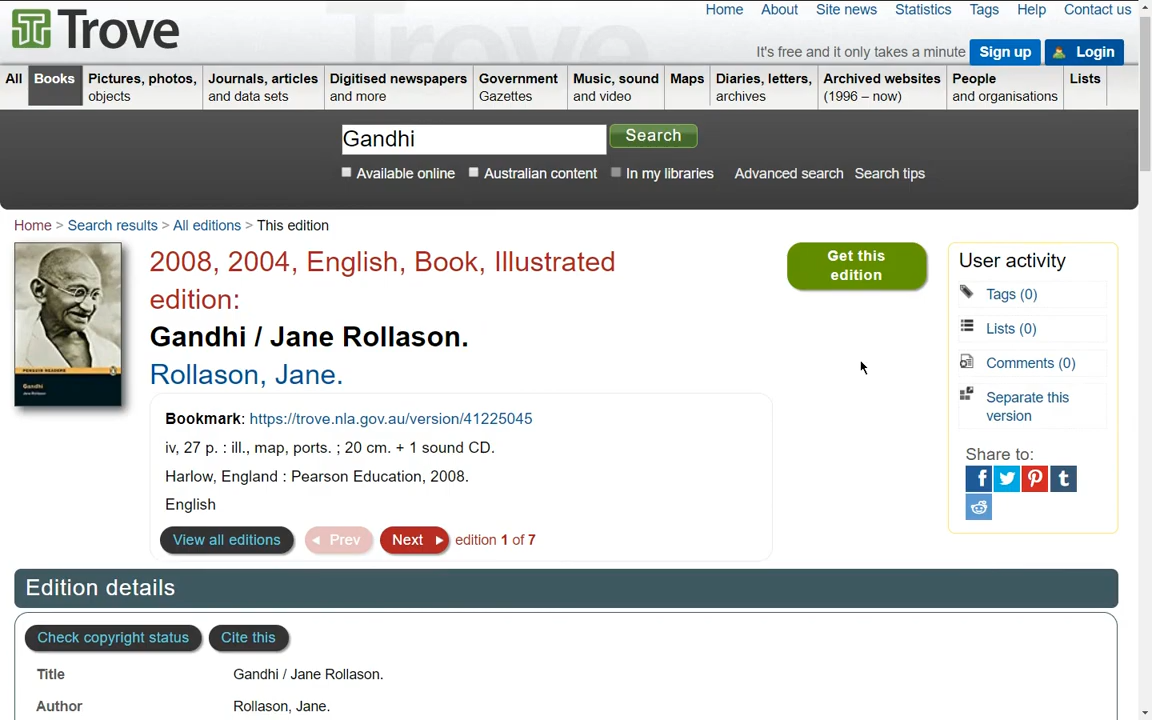 Trove
Home About Site news Statistics Tags Help Contact us
It's free and it only takes a minute Sign up Login
All Books Pictures, photos, objects Journals, articles and data sets Digitised newspapers and more Government Gazettes Music, sound and video Maps Diaries, letters, archives Archived websites (1996 – now) People and organisations Lists
Gandhi Search
Available online Australian content In my libraries Advanced search Search tips
Home > Search results > All editions > This edition
2008, 2004, English, Book, Illustrated
edition:
Gandhi / Jane Rollason.
Rollason, Jane.
Bookmark: https://trove.nla.gov.au/version/41225045
iv, 27 p. : ill., map, ports. ; 20 cm. + 1 sound CD.
Harlow, England : Pearson Education, 2008.
English
View all editions Prev Next edition 1 of 7
Get this
edition
User activity
Tags (0)
Lists (0)
Comments (0)
Separate this
version
Share to:
Edition details
Check copyright status Cite this
Title Gandhi / Jane Rollason.
Author Rollason, Jane.